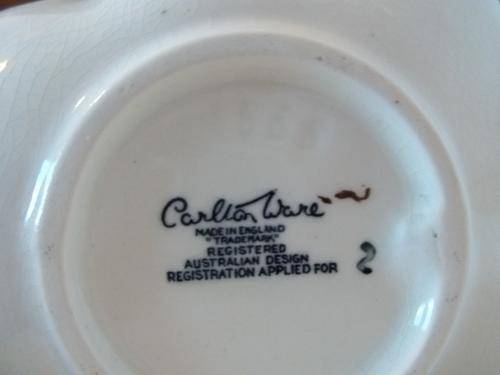 Carlton Ware
MADE IN ENGLAND
"TRADEMARK"
REGISTERED
AUSTRALIAN DESIGN
REGISTRATION APPLIED FOR
2